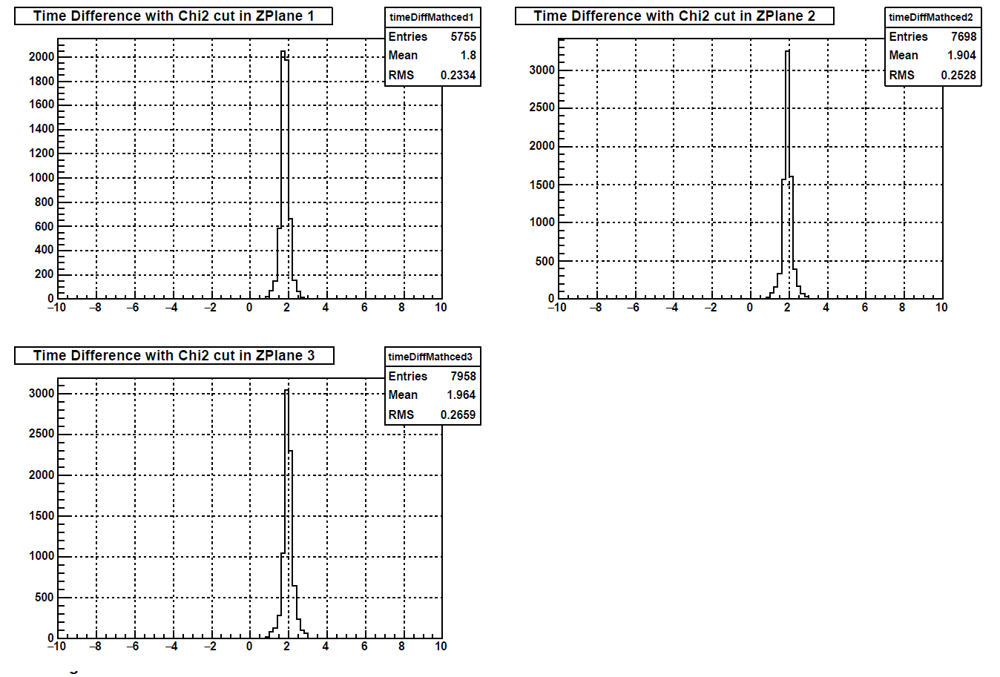 Time Difference with Chi2 cut in ZPlane 1
timeDiffMathced1
Entries 5755
Mean 1.8
RMS 0.2334
2000
1800
1600
1400
1200
1000
800
600
400
200
0
−10 −8 −6 −4 −2 0 2 4 6 8 10
Time Difference with Chi2 cut in ZPlane 2
timeDiffMathced2
Entries 7698
Mean 1.904
RMS 0.2528
3000
2500
2000
1500
1000
500
0
−10 −8 −6 −4 −2 0 2 4 6 8 10
Time Difference with Chi2 cut in ZPlane 3
timeDiffMathced3
Entries 7958
Mean 1.964
RMS 0.2659
3000
2500
2000
1500
1000
500
0
−10 −8 −6 −4 −2 0 2 4 6 8 10